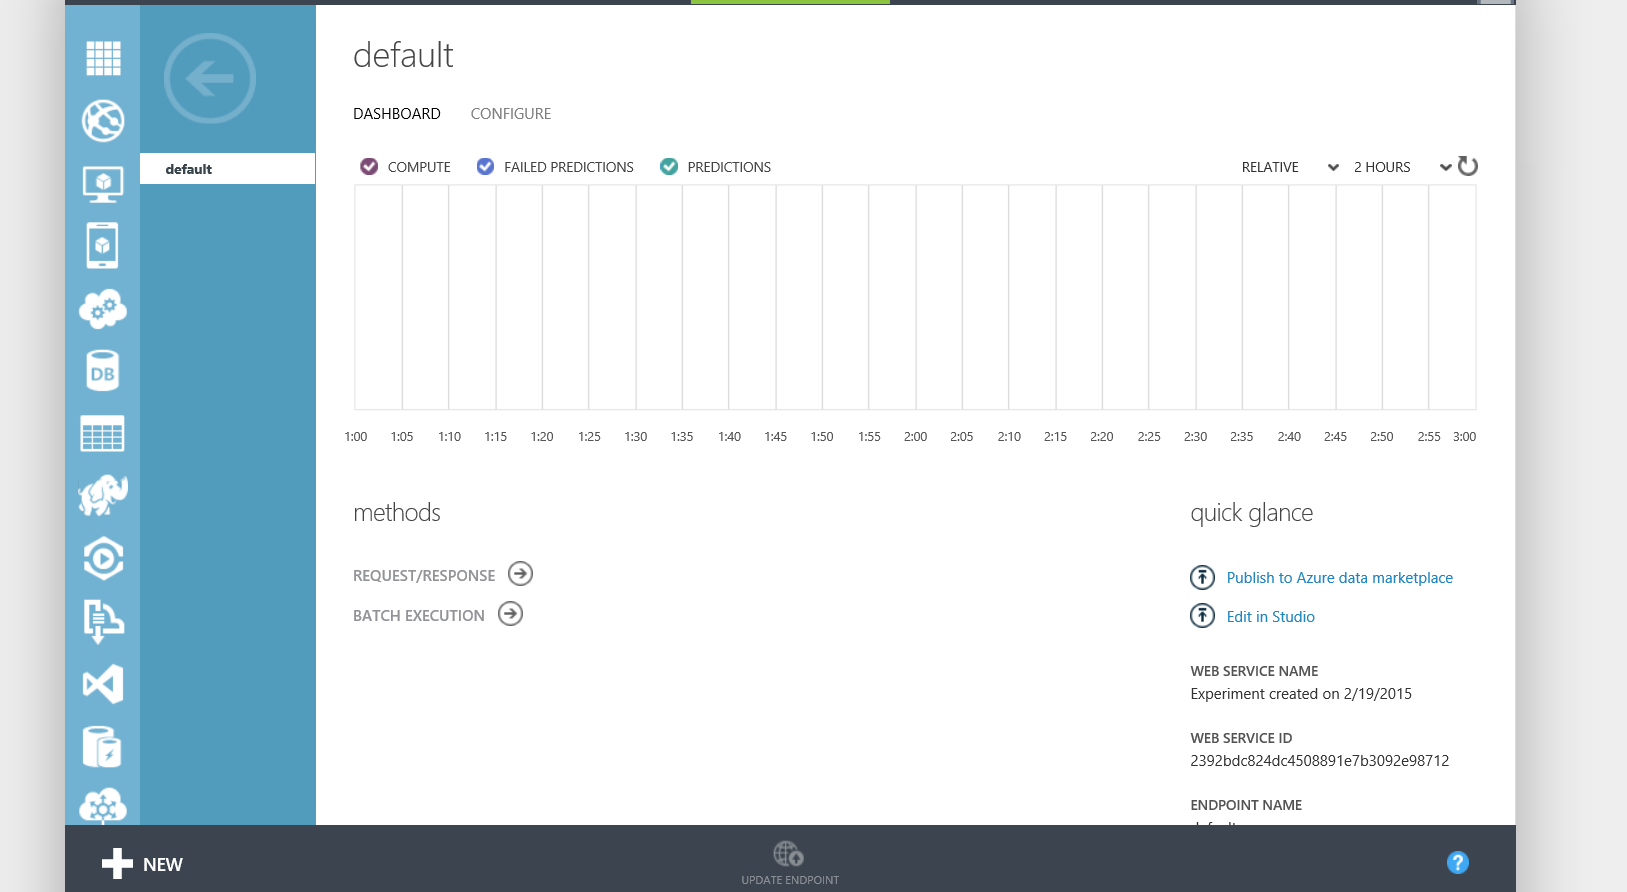 default
DASHBOARD CONFIGURE
default
COMPUTE FAILED PREDICTIONS PREDICTIONS RELATIVE 2 HOURS
1:00 1:05 1:10 1:15 1:20 1:25 1:30 1:35 1:40 1:45 1:50 1:55 2:00 2:05 2:10 2:15 2:20 2:25 2:30 2:35 2:40 2:45 2:50 2:55 3:00
DB
methods
REQUEST/RESPONSE
BATCH EXECUTION
quick glance
Publish to Azure data marketplace
Edit in Studio
WEB SERVICE NAME
Experiment created on 2/19/2015
WEB SERVICE ID
2392bdc824dc4508891e7b3092e98712
ENDPOINT NAME
default
NEW
UPDATE ENDPOINT
?